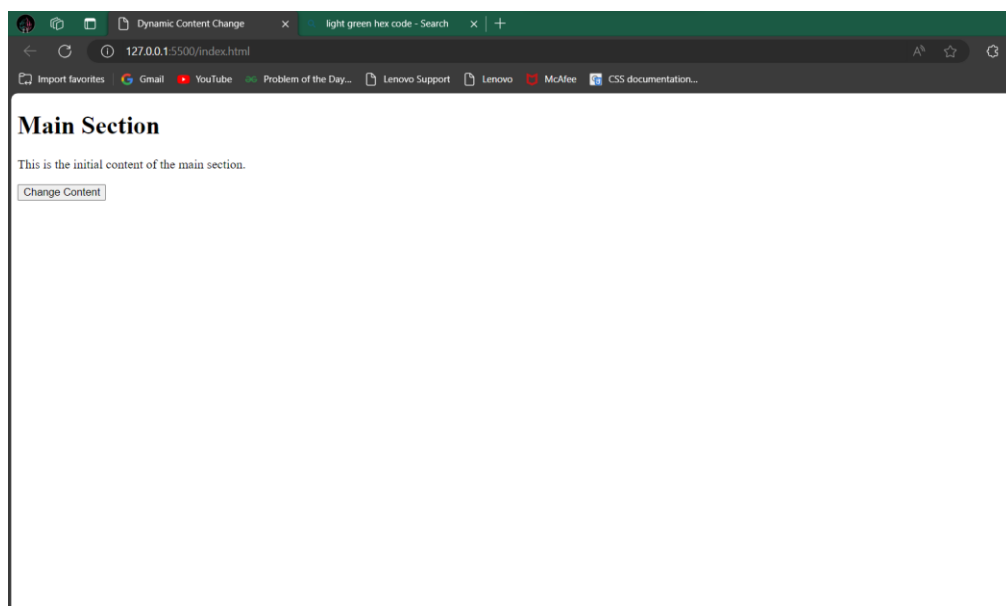 Dynamic Content Change
light green hex code - Search
127.0.0.1:5500/index.html
Import favorites Gmail YouTube Problem of the Day... Lenovo Support Lenovo McAfee CSS documentation...
Main Section
This is the initial content of the main section.
Change Content